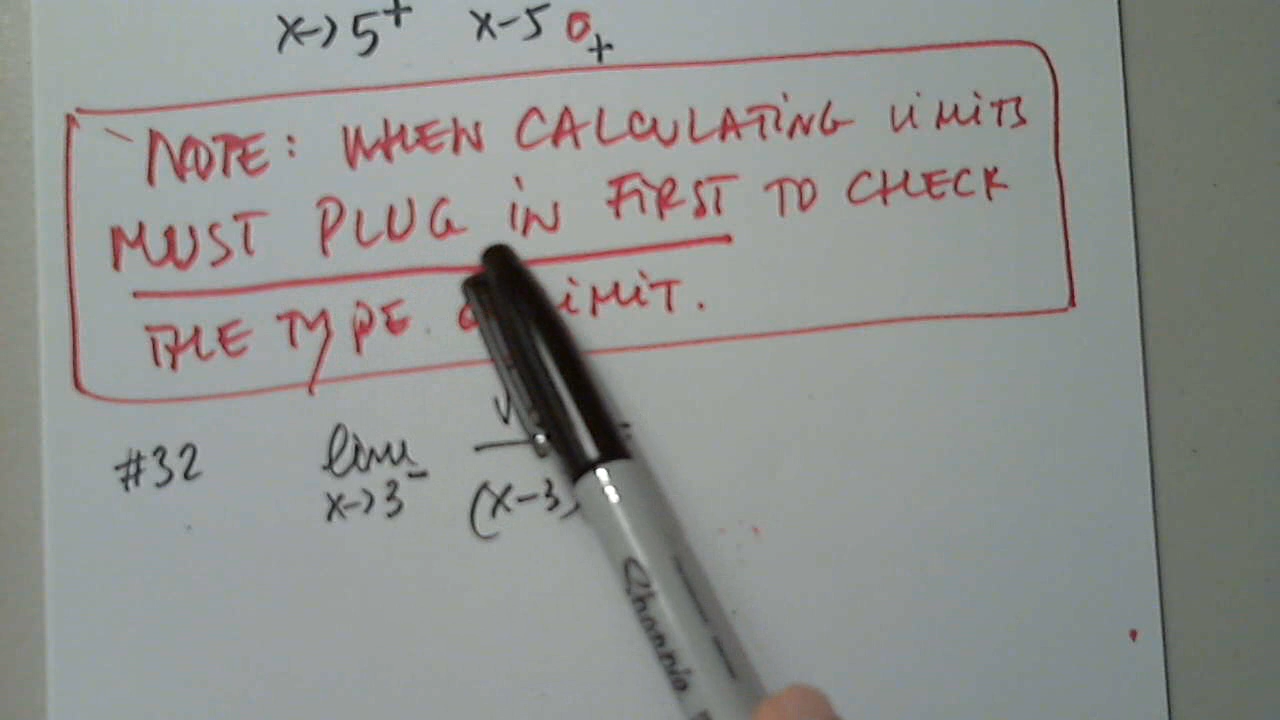 x→5⁺ x-5 0₊
NOTE: WHEN CALCULATING LIMITS
MUST PLUG IN FIRST TO CHECK
THE TYPE LIMIT.
#32 lim
x→3⁻ (x-3)